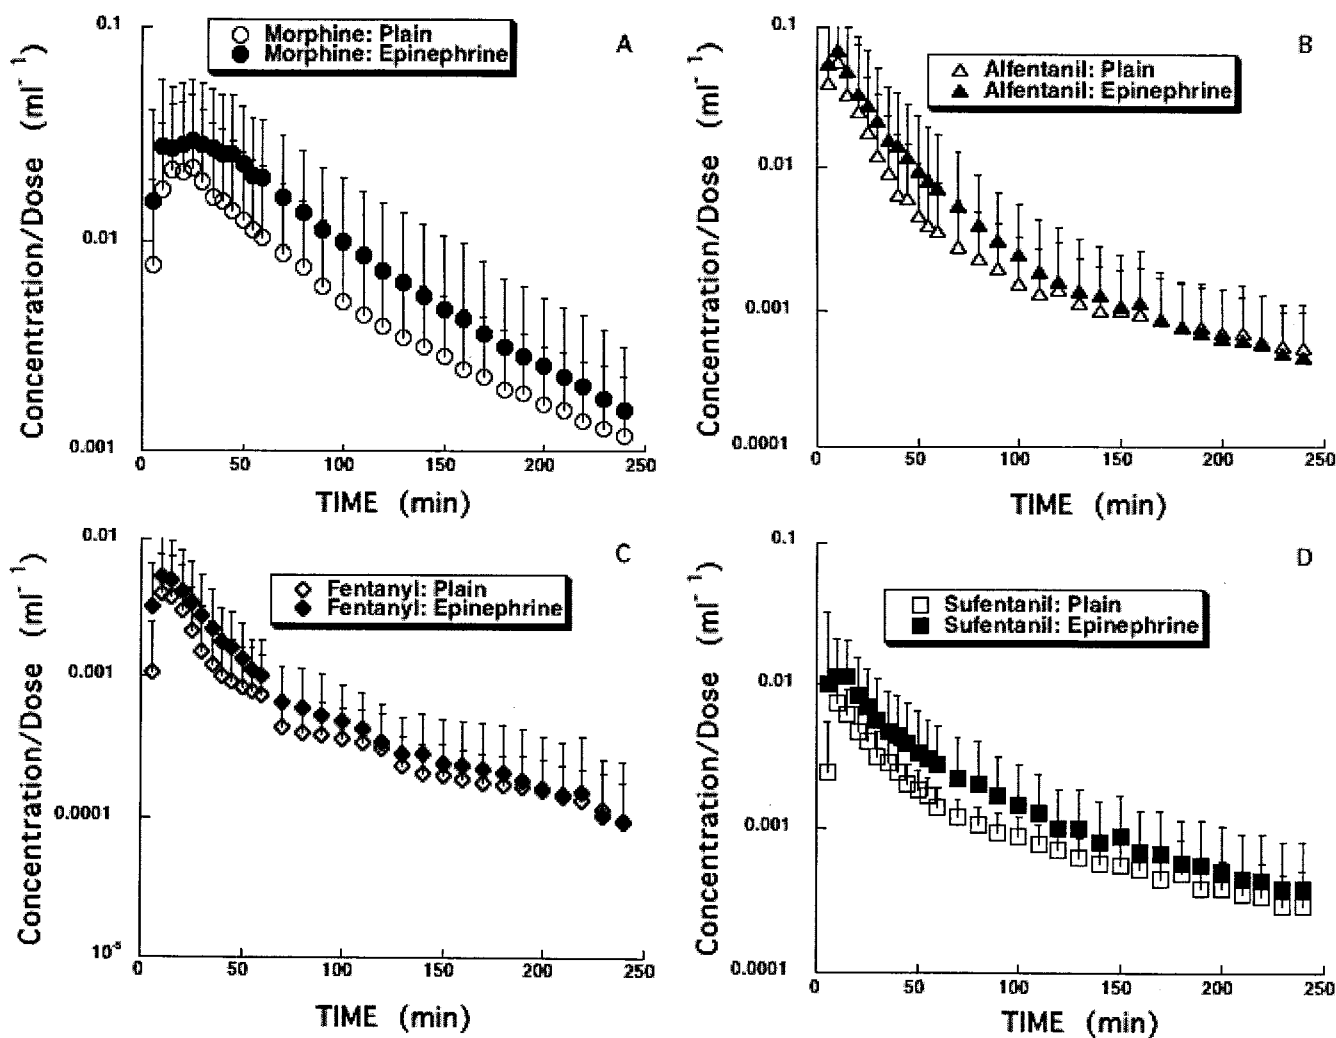 A
Morphine: Plain
Morphine: Epinephrine
Concentration/Dose (ml⁻¹)
0.1
0.01
0.001
0 50 100 150 200 250
TIME (min)
B
Alfentanil: Plain
Alfentanil: Epinephrine
Concentration/Dose (ml⁻¹)
0.1
0.01
0.001
0.0001
0 50 100 150 200 250
TIME (min)
C
Fentanyl: Plain
Fentanyl: Epinephrine
Concentration/Dose (ml⁻¹)
0.01
0.001
0.0001
10⁻⁵
0 50 100 150 200 250
TIME (min)
D
Sufentanil: Plain
Sufentanil: Epinephrine
Concentration/Dose (ml⁻¹)
0.1
0.01
0.001
0.0001
0 50 100 150 200 250
TIME (min)